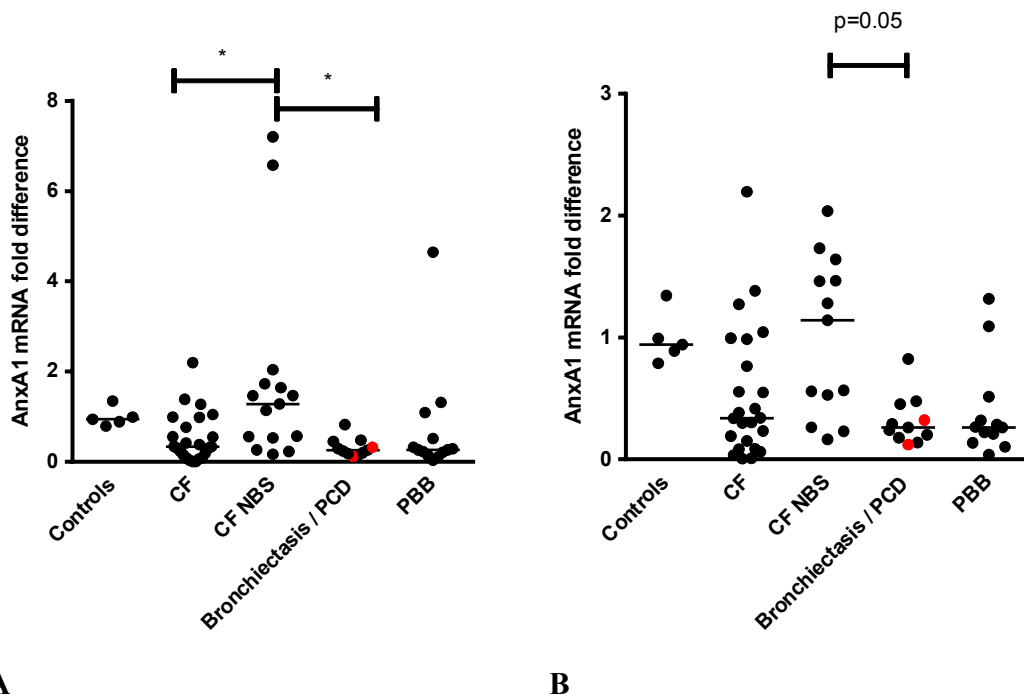 *
*
8
6
4
2
0
AnxA1 mRNA fold difference
Controls
CF
CF NBS
Bronchiectasis / PCD
PBB
A
p=0.05
3
2
1
0
AnxA1 mRNA fold difference
Controls
CF
CF NBS
Bronchiectasis / PCD
PBB
B